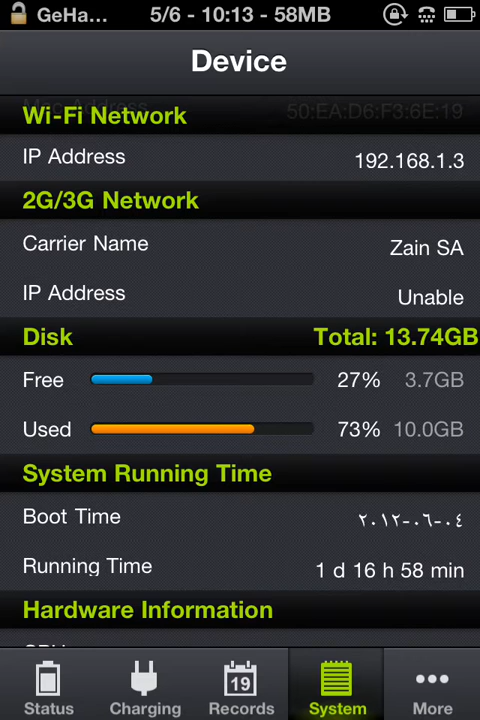 GeHa... 5/6 - 10:13 - 58MB
Device
Mac Address 50:EA:D6:F3:6E:19
Wi-Fi Network
IP Address 192.168.1.3
2G/3G Network
Carrier Name Zain SA
IP Address Unable
Disk Total: 13.74GB
Free 27% 3.7GB
Used 73% 10.0GB
System Running Time
Boot Time ٢٠١٢-٠٦-٠٤
Running Time 1 d 16 h 58 min
Hardware Information
19
Status Charging Records System More